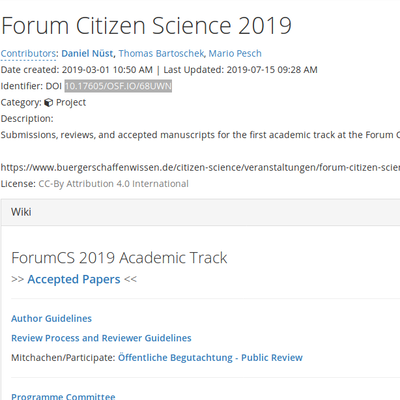 Forum Citizen Science 2019
Contributors: Daniel Nüst, Thomas Bartoschek, Mario Pesch
Date created: 2019-03-01 10:50 AM | Last Updated: 2019-07-15 09:28 AM
Identifier: DOI 10.17605/OSF.IO/68UWN
Category: Project
Description:
Submissions, reviews, and accepted manuscripts for the first academic track at the Forum C
https://www.buergerschaffenwissen.de/citizen-science/veranstaltungen/forum-citizen-scie
License: CC-By Attribution 4.0 International
Wiki
ForumCS 2019 Academic Track
>> Accepted Papers <<
Author Guidelines
Review Process and Reviewer Guidelines
Mitchachen/Participate: Öffentliche Begutachtung - Public Review
Programme Committee